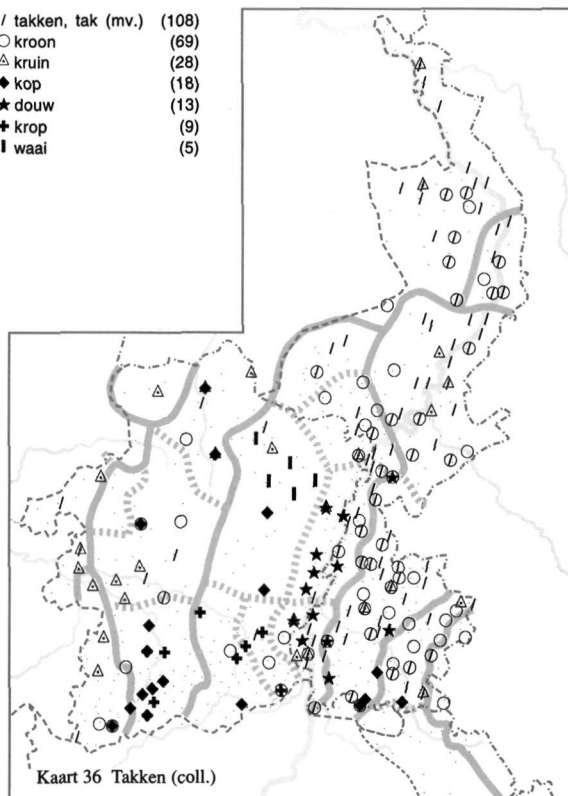 takken, tak (mv.) (108)
kroon (69)
kruin (28)
kop (18)
douw (13)
krop (9)
waai (5)
Kaart 36 Takken (coll.)